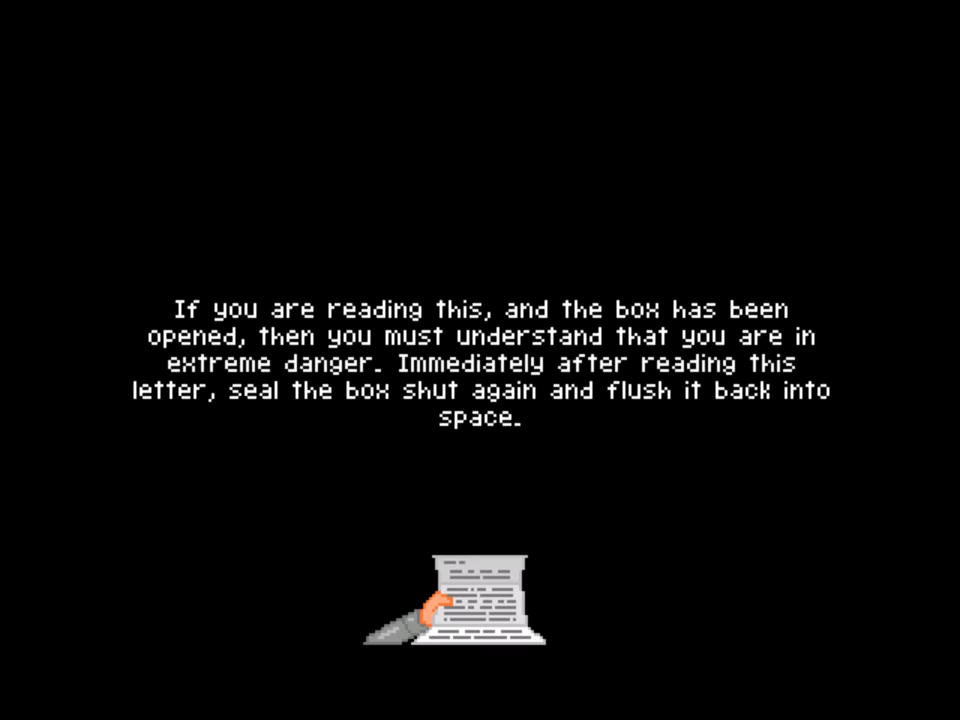 If you are reading this, and the box has been
opened, then you must understand that you are in
extreme danger. Immediately after reading this
letter, seal the box shut again and flush it back into
space.